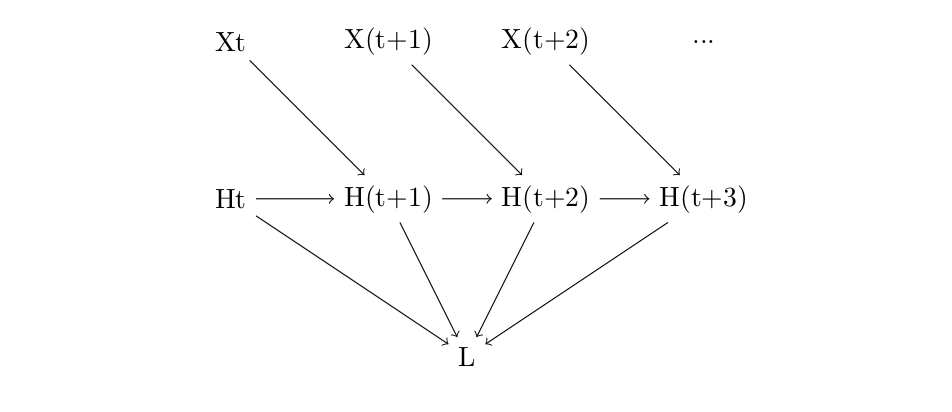 Xt X(t+1) X(t+2) ...
Ht H(t+1) H(t+2) H(t+3)
L